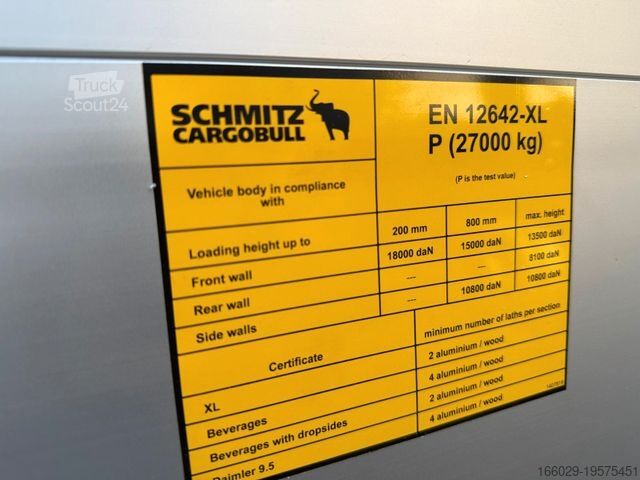 Truck
Scout24
SCHMITZ
CARGOBULL
EN 12642-XL
P (27000 kg)
(P is the test value)
Vehicle body in compliance
with
Loading height up to 200 mm 800 mm max. height
Front wall 18000 daN 15000 daN 13500 daN
Rear wall --- --- 8100 daN
Side walls --- 10800 daN 10800 daN
Certificate minimum number of laths per section
XL 2 aluminium / wood
Beverages 4 aluminium / wood
Beverages with dropsides 2 aluminium / wood
Daimler 9.5 4 aluminium / wood
166029-19575451